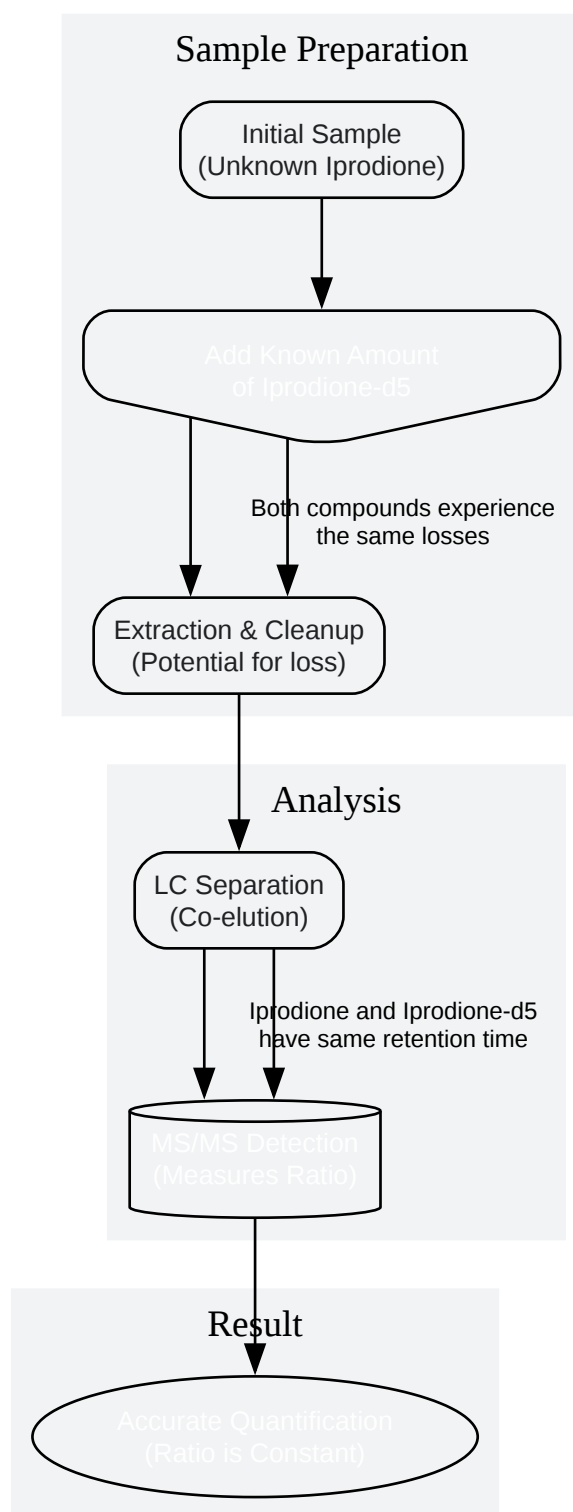 Sample Preparation
Initial Sample
(Unknown Iprodione)
Add Known Amount
of Iprodione-d5
Both compounds experience
the same losses
Extraction & Cleanup
(Potential for loss)
Analysis
LC Separation
(Co-elution)
Iprodione and Iprodione-d5
have same retention time
MS/MS Detection
(Measures Ratio)
Result
Accurate Quantification
(Ratio is Constant)